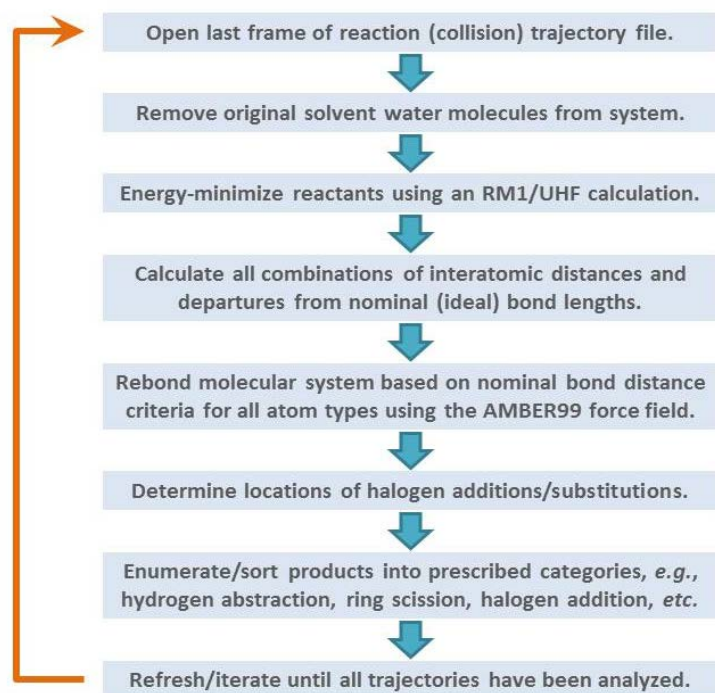 Open last frame of reaction (collision) trajectory file.
Remove original solvent water molecules from system.
Energy-minimize reactants using an RM1/UHF calculation.
Calculate all combinations of interatomic distances and
departures from nominal (ideal) bond lengths.
Rebond molecular system based on nominal bond distance
criteria for all atom types using the AMBER99 force field.
Determine locations of halogen additions/substitutions.
Enumerate/sort products into prescribed categories, e.g.,
hydrogen abstraction, ring scission, halogen addition, etc.
Refresh/iterate until all trajectories have been analyzed.